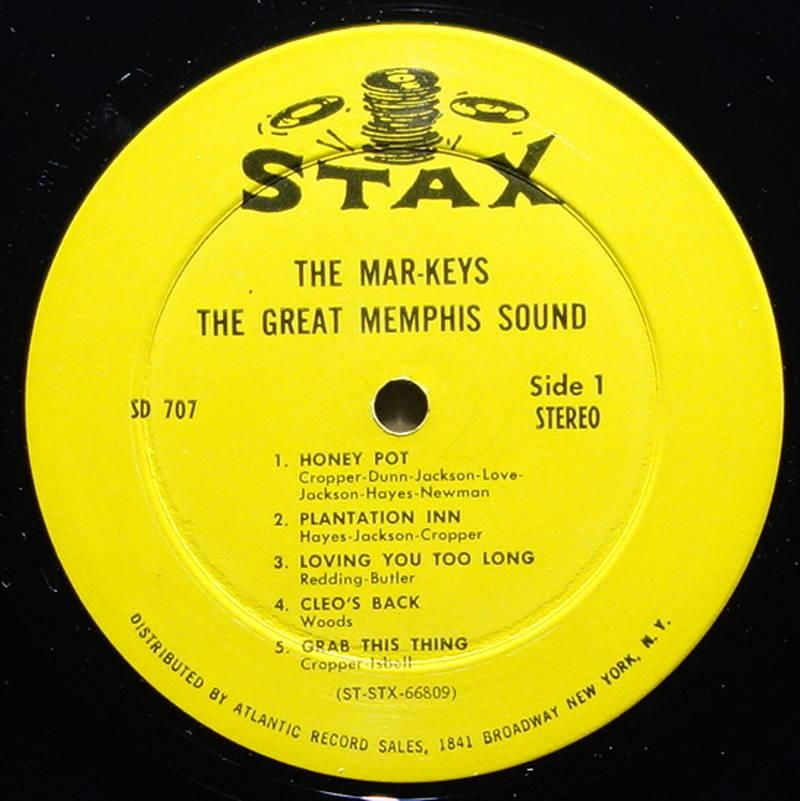 STAX
THE MAR-KEYS
THE GREAT MEMPHIS SOUND
SD 707
Side 1
STEREO
1. HONEY POT
Cropper-Dunn-Jackson-Love-
Jackson-Hayes-Newman
2. PLANTATION INN
Hayes-Jackson-Cropper
3. LOVING YOU TOO LONG
Redding-Butler
4. CLEO'S BACK
Woods
5. GRAB THIS THING
Cropper-Isbell
(ST-STX-66809)
DISTRIBUTED BY ATLANTIC RECORD SALES, 1841 BROADWAY NEW YORK, N.Y.